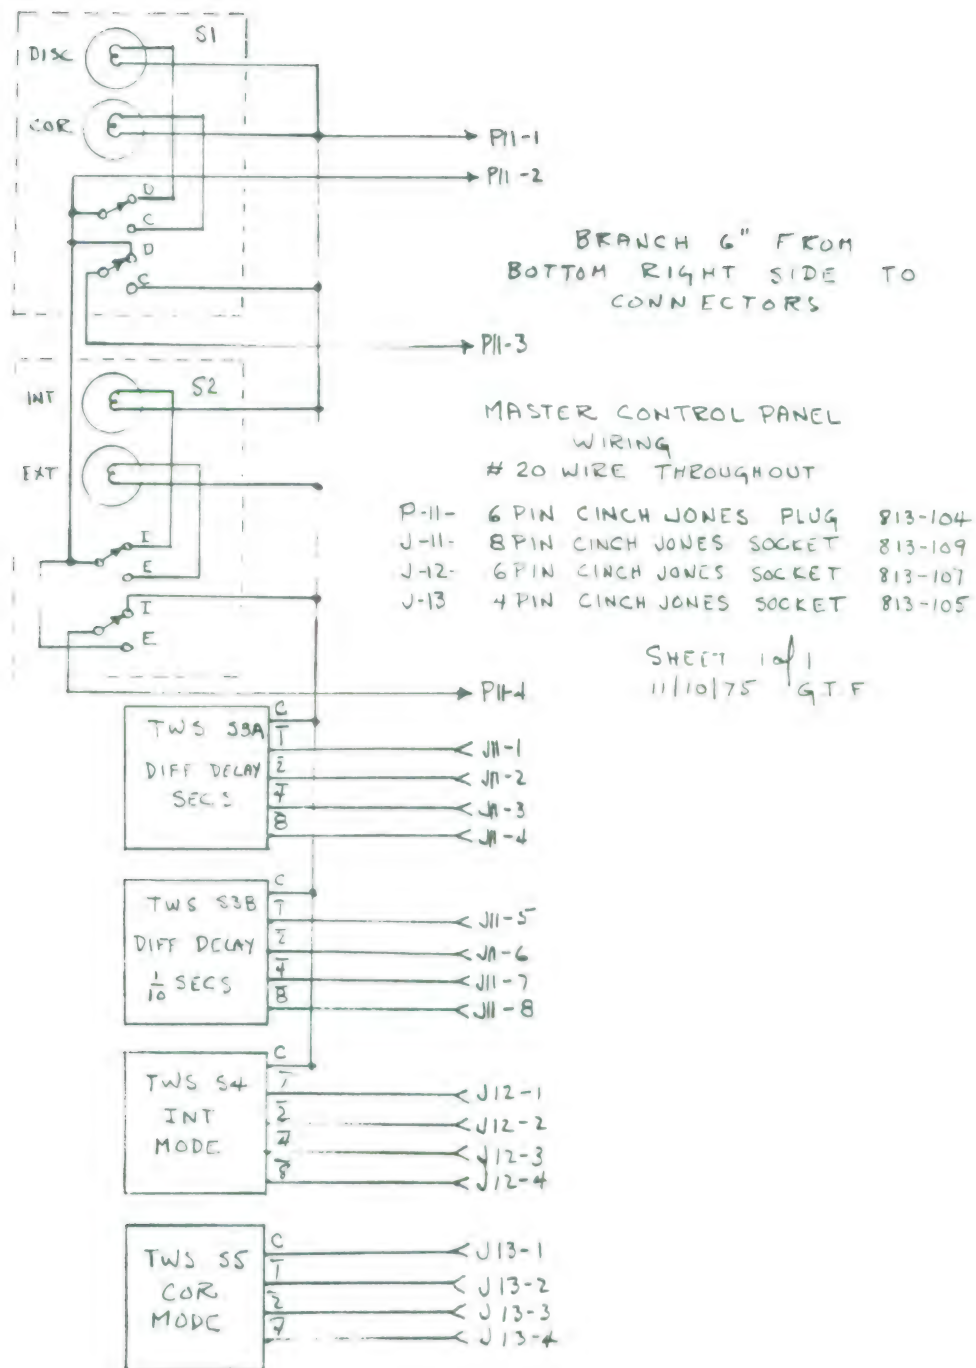 S1
DISC
COR
P11-1
P11-2
D
C
D
C
BRANCH 6" FROM
BOTTOM RIGHT SIDE TO
CONNECTORS
P11-3
S2
INT
EXT
I
E
I
E
MASTER CONTROL PANEL
WIRING
# 20 WIRE THROUGHOUT
P-11- 6 PIN CINCH JONES PLUG 813-104
J-11- 8 PIN CINCH JONES SOCKET 813-109
J-12- 6 PIN CINCH JONES SOCKET 813-107
J-13 4 PIN CINCH JONES SOCKET 813-105
SHEET 1 of 1
11/10/75 GTF
P11-4
TWS S3A
DIFF DELAY
SECS
C
1̅ J11-1
2̅ J11-2
4̅ J11-3
8̅ J11-4
TWS S3B
DIFF DELAY
1/10 SECS
C
1̅ J11-5
2̅ J11-6
4̅ J11-7
8̅ J11-8
TWS S4
INT
MODE
C
1̅ J12-1
2̅ J12-2
4̅ J12-3
8̅ J12-4
TWS S5
COR
MODE
C J13-1
1̅ J13-2
2̅ J13-3
4̅ J13-4